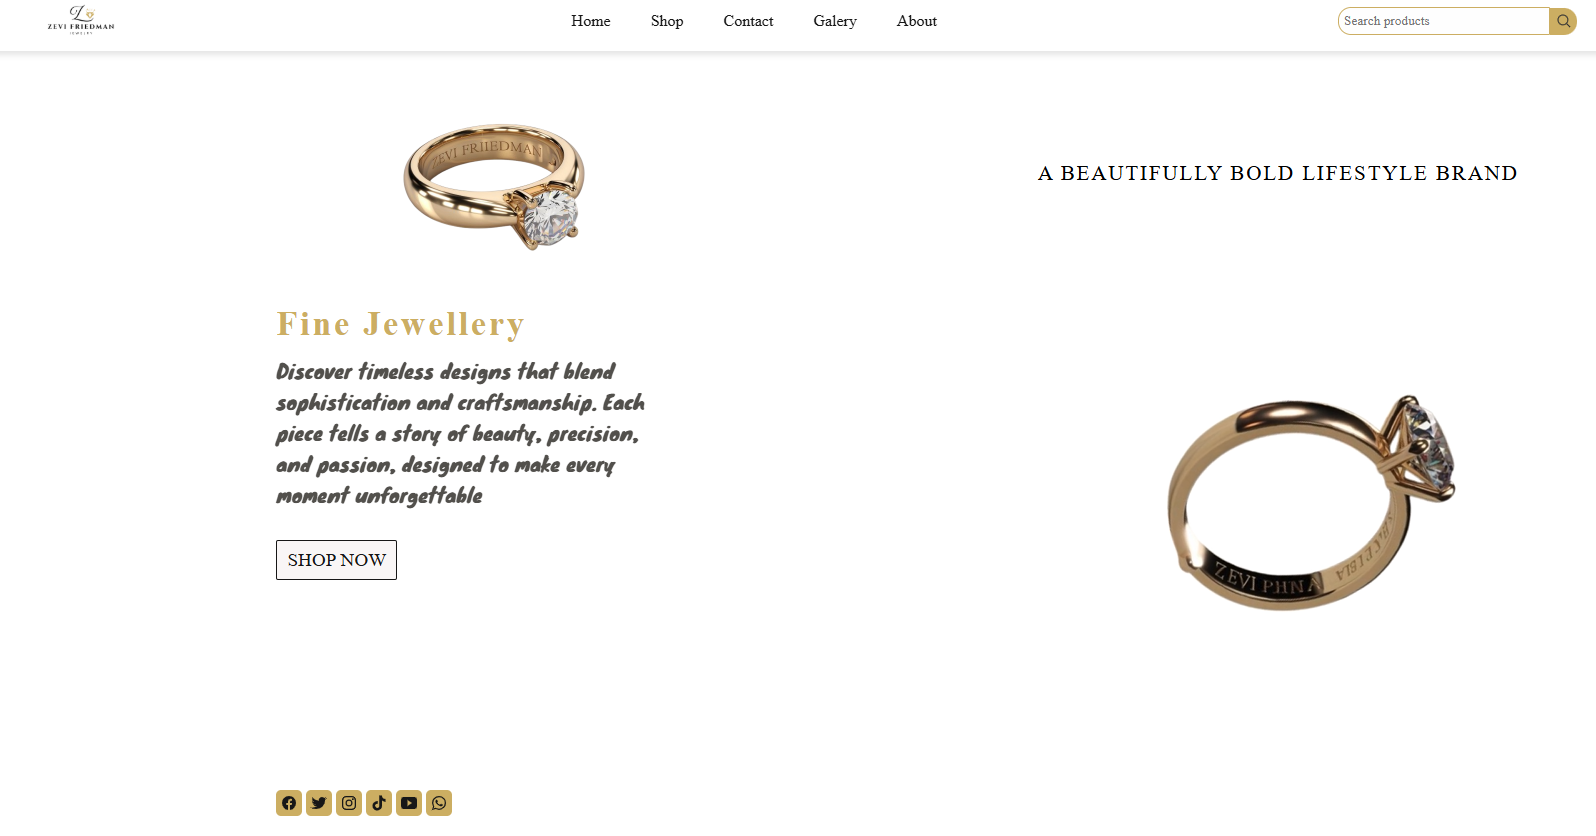 ZEVI FRIEDMAN
JEWELRY
Home
Shop
Contact
Galery
About
Search products
ZEVI FRIIEDMAN
A BEAUTIFULLY BOLD LIFESTYLE BRAND
Fine Jewellery
Discover timeless designs that blend
sophistication and craftsmanship. Each
piece tells a story of beauty, precision,
and passion, designed to make every
moment unforgettable
ZEVI
SHOP NOW